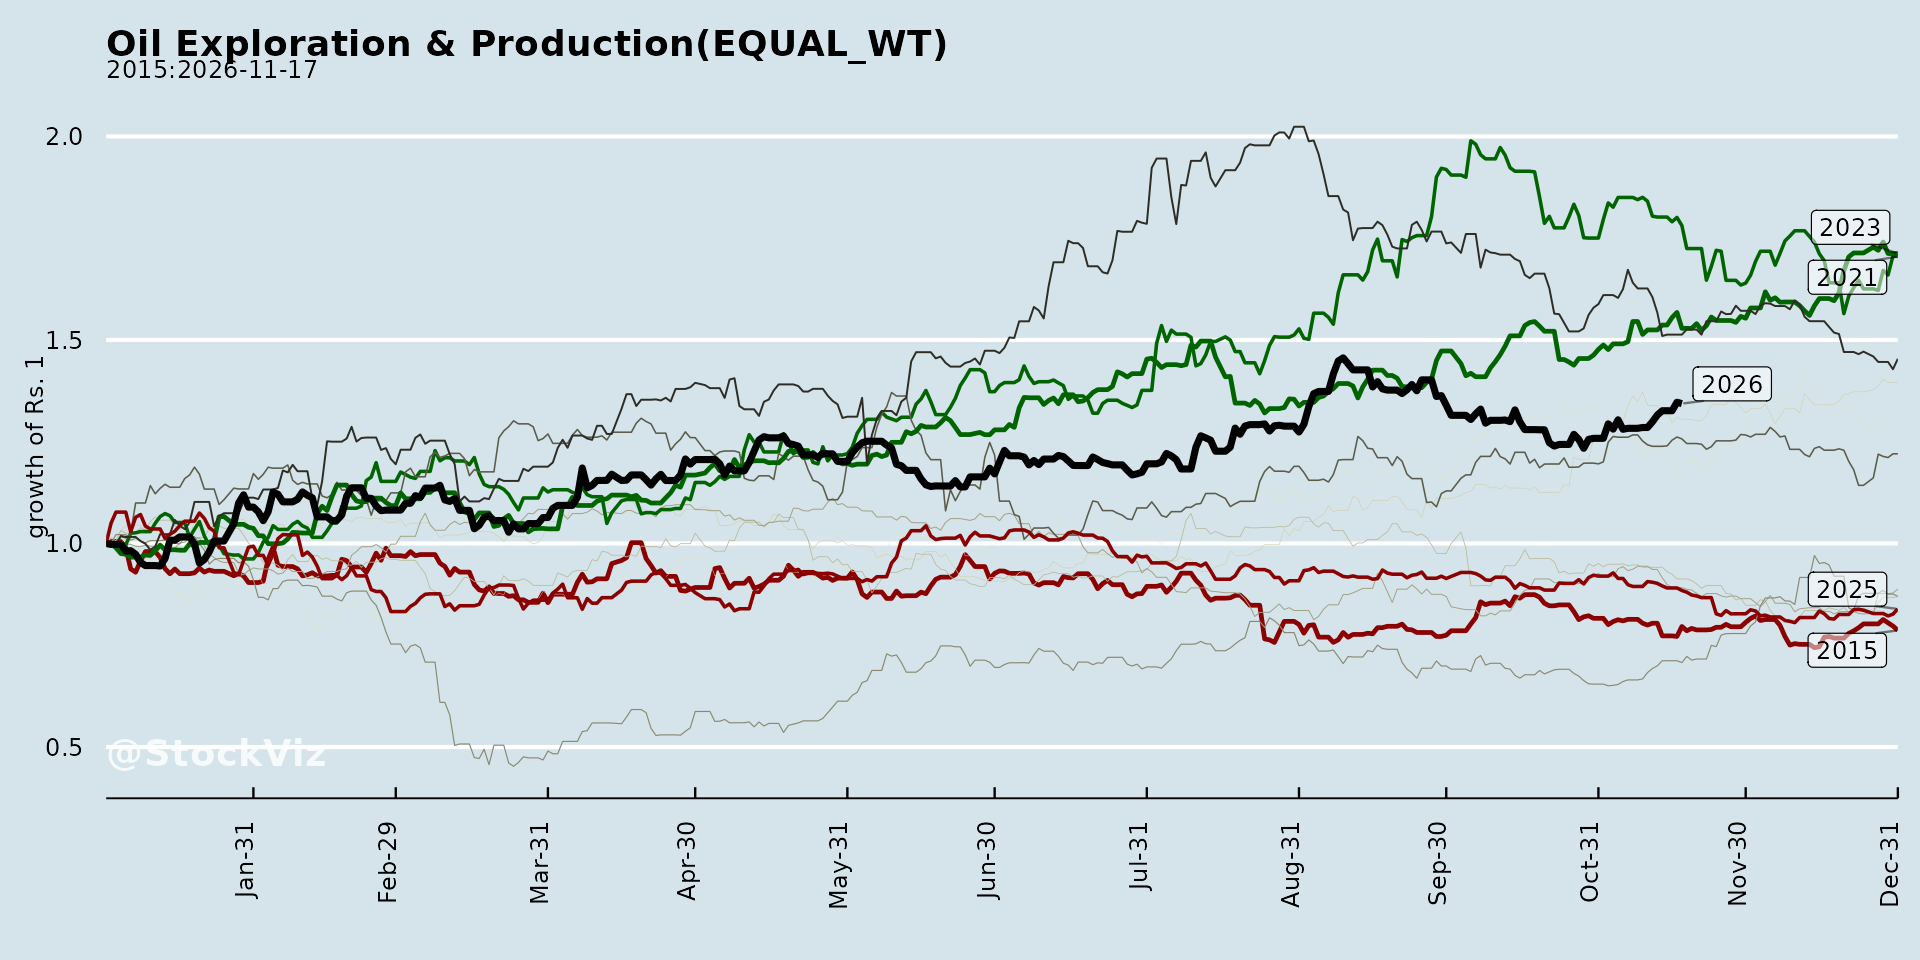 Oil Exploration & Production(EQUAL_WT)
2015:2026-11-17
growth of Rs. 1
2.0
1.5
1.0
0.5
2023
2021
2026
2025
2015
@StockViz
Jan-31
Feb-29
Mar-31
Apr-30
May-31
Jun-30
Jul-31
Aug-31
Sep-30
Oct-31
Nov-30
Dec-31